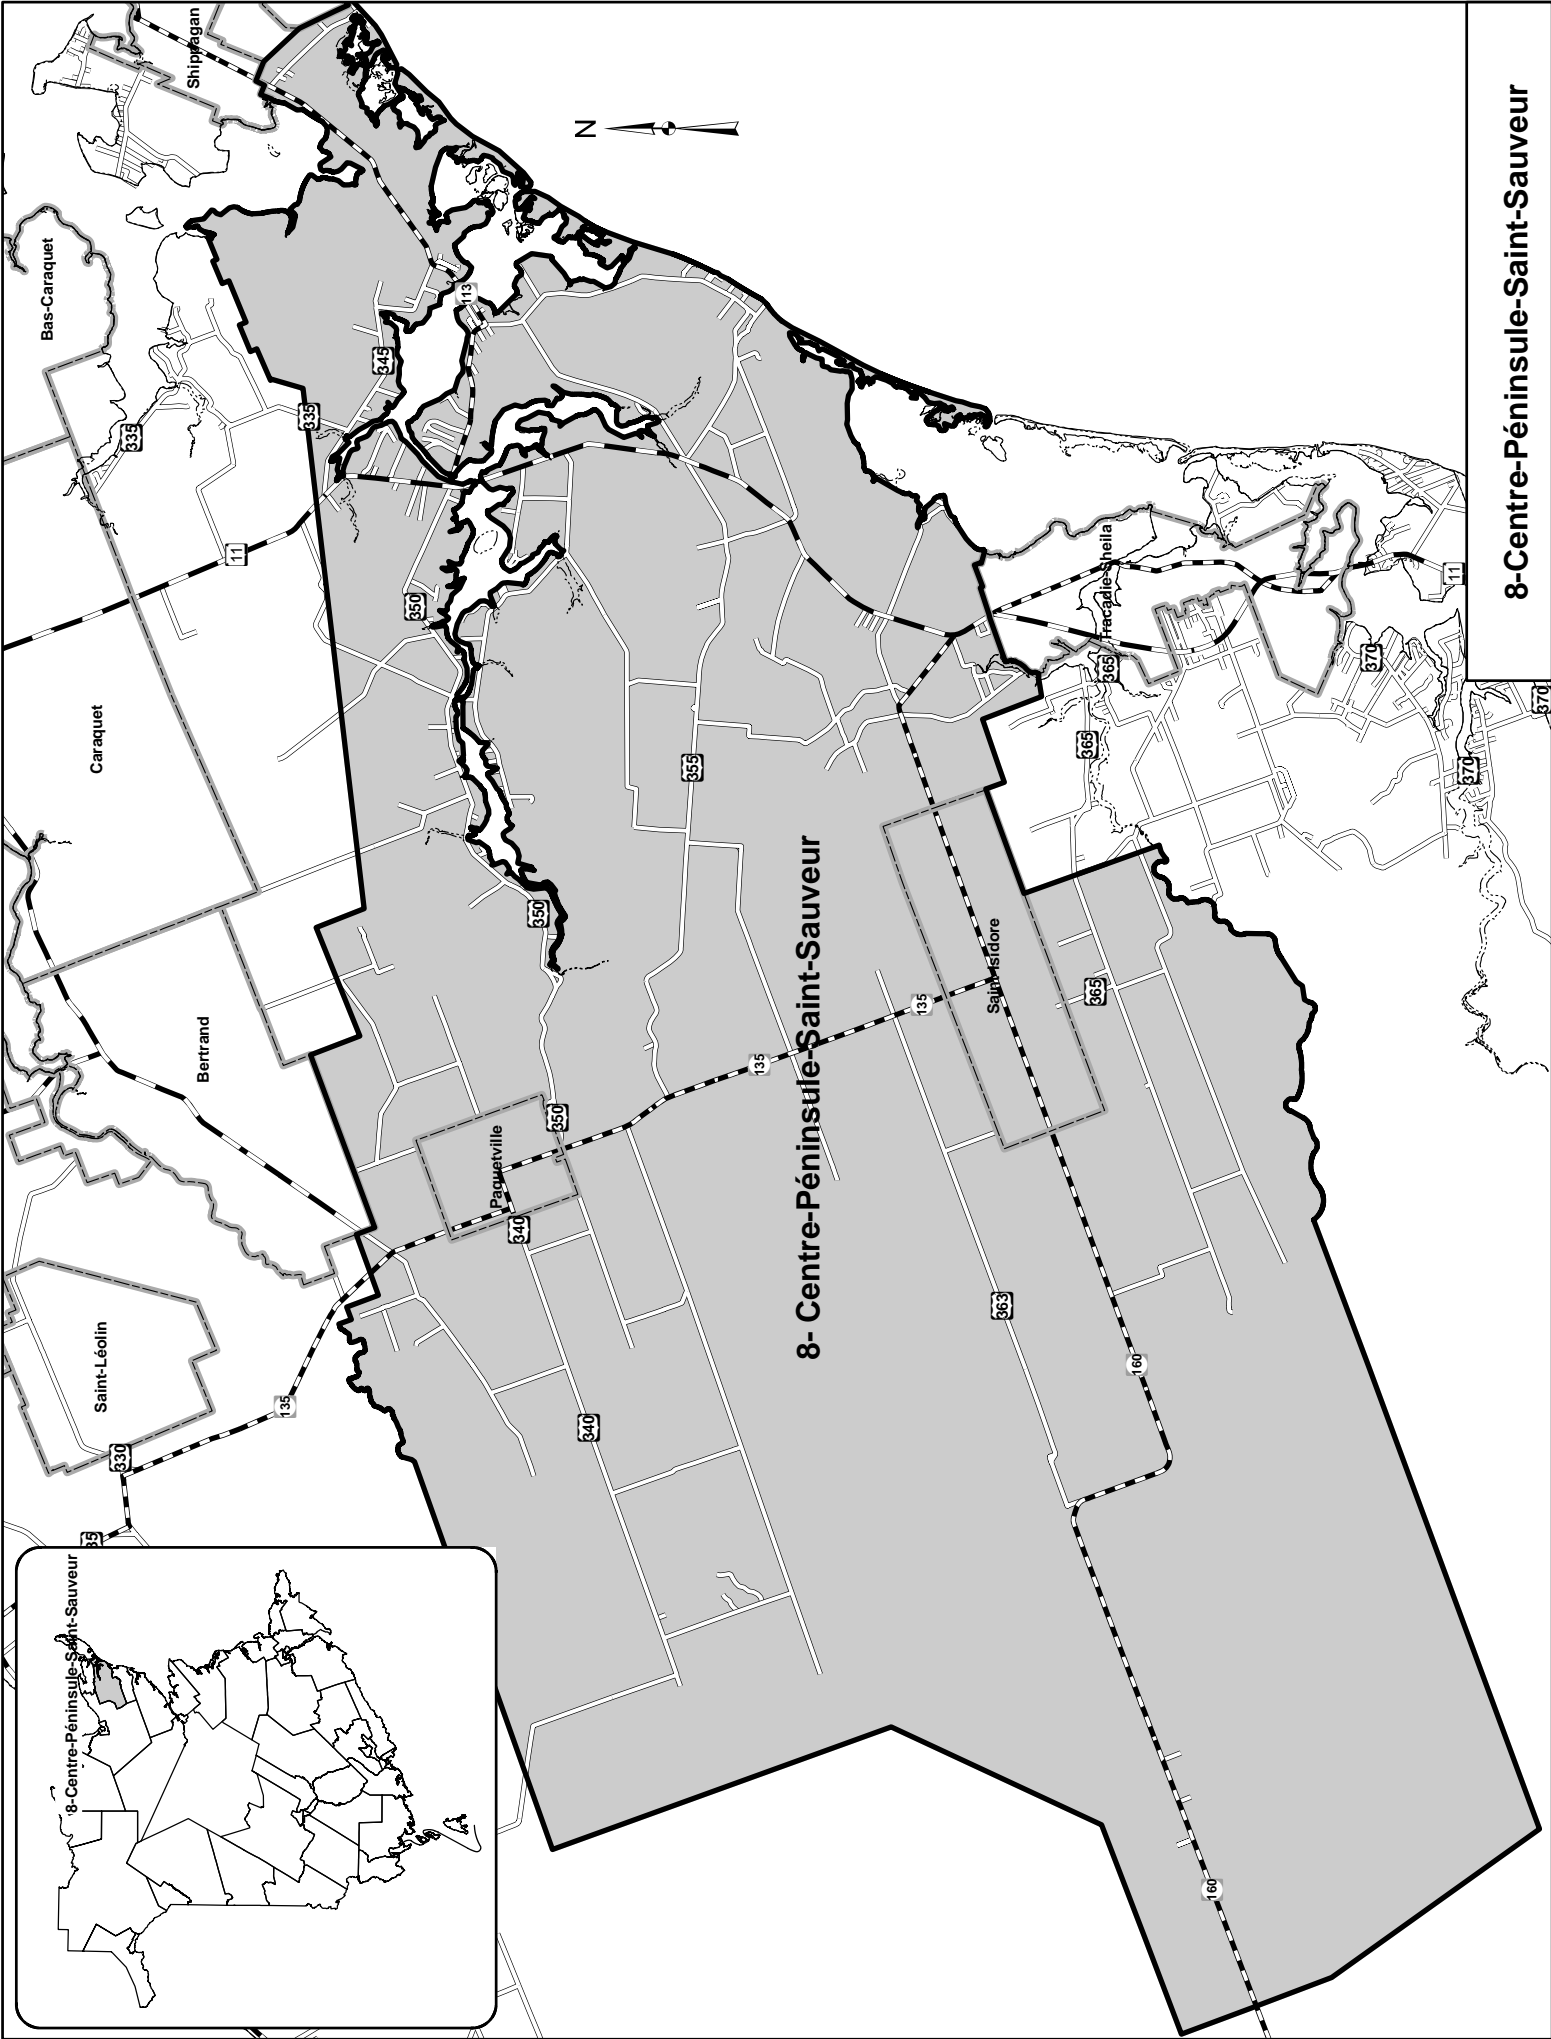 Shippagan
Bas-Caraquet
Caraquet
Bertrand
Saint-Léolin
N
113
345
335
335
11
350
350
350
355
Paquetville
340
340
135
135
135
330
8- Centre-Péninsule-Saint-Sauveur
Saint-Isidore
Tracadie-Sheila
363
365
365
365
370
370
370
11
160
160
8-Centre-Péninsule-Saint-Sauveur
8-Centre-Péninsule-Saint-Sauveur